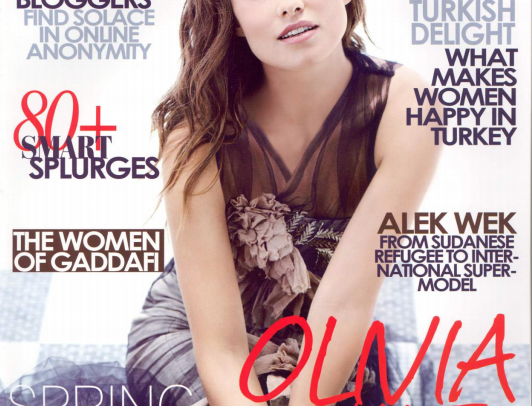 BLOGGERS
FIND SOLACE
IN ONLINE
ANONYMITY
80+
SMART
SPLURGES
THE WOMEN
OF GADDAFI
TURKISH
DELIGHT
WHAT
MAKES
WOMEN
HAPPY IN
TURKEY
ALEK WEK
FROM SUDANESE
REFUGEE TO INTER-
NATIONAL SUPER-
MODEL
OLIVIA
SPRING